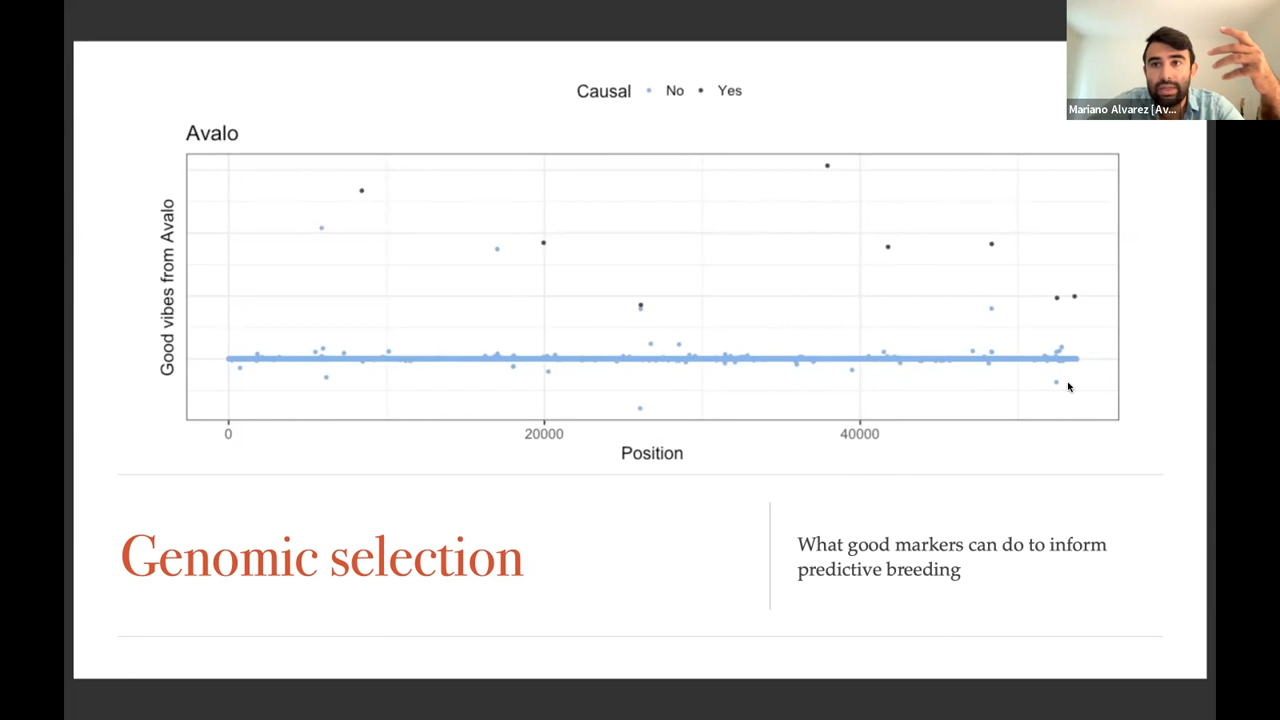 Causal No Yes
Mariano Alvarez [Av...
Avalo
Good vibes from Avalo
0 20000 40000
Position
Genomic selection
What good markers can do to inform
predictive breeding